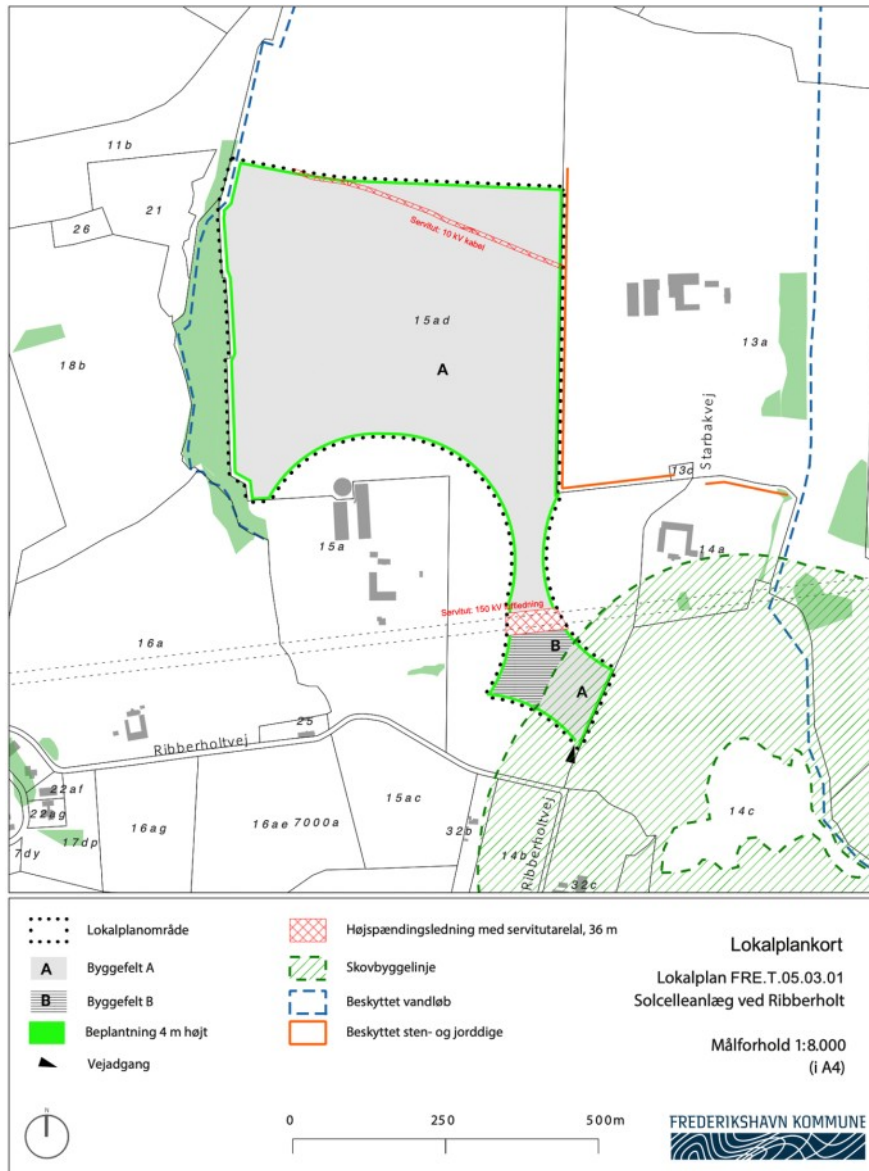 11b
21
26
Servitut: 10 kV kabel
15ad
13a
A
18b
Starbakvej
13c
15a
14a
Servitut: 150 kV luftledning
16a
B
A
25
Ribberholtvej
22af
15ac
14c
22ag
16ag
16ae
7000a
32b
17dp
7dy
14b
Ribberholtvej
32c
Lokalplanområde
A
Byggefelt A
B
Byggefelt B
Beplantning 4 m højt
Vejadgang
Højspændingsledning med servitutarelal, 36 m
Skovbyggelinje
Beskyttet vandløb
Beskyttet sten- og jorddige
Lokalplankort
Lokalplan FRE.T.05.03.01
Solcelleanlæg ved Ribberholt
Målforhold 1:8.000
(i A4)
N
0 250 500m
FREDERIKSHAVN KOMMUNE